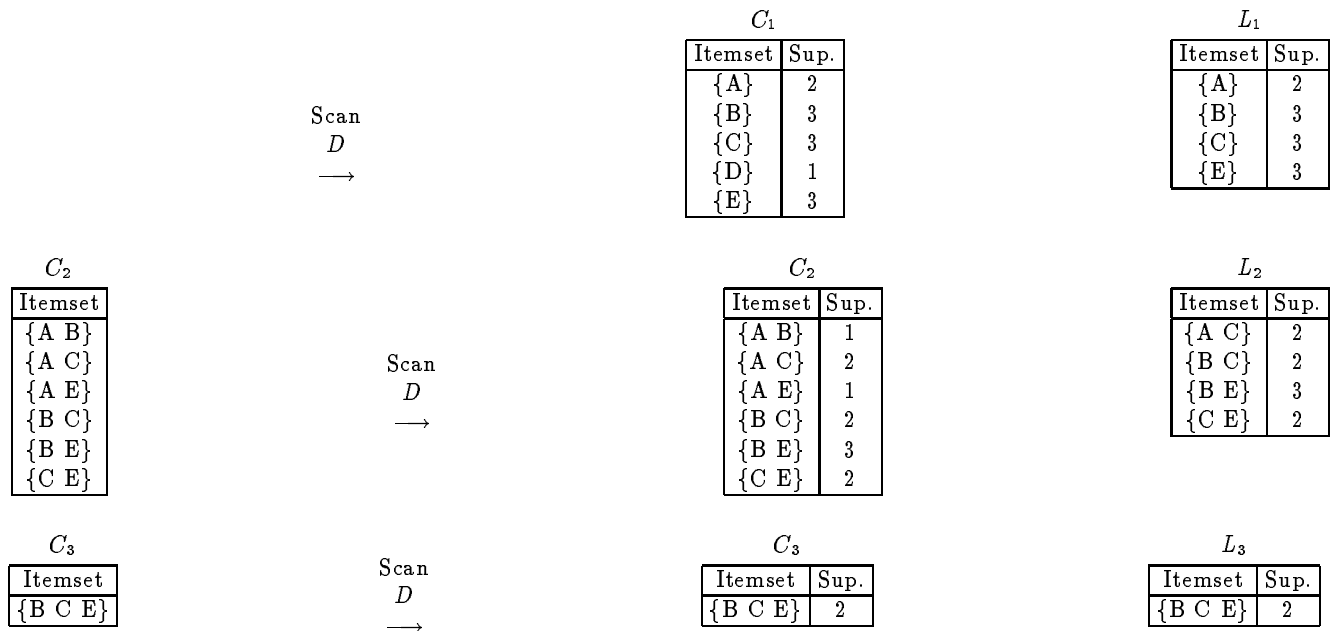 C₁
Itemset Sup.
{A} 2
{B} 3
{C} 3
{D} 1
{E} 3
L₁
Itemset Sup.
{A} 2
{B} 3
{C} 3
{E} 3
Scan
D
⟶
C₂
Itemset
{A B}
{A C}
{A E}
{B C}
{B E}
{C E}
Scan
D
⟶
C₂
Itemset Sup.
{A B} 1
{A C} 2
{A E} 1
{B C} 2
{B E} 3
{C E} 2
L₂
Itemset Sup.
{A C} 2
{B C} 2
{B E} 3
{C E} 2
C₃
Itemset
{B C E}
Scan
D
⟶
C₃
Itemset Sup.
{B C E} 2
L₃
Itemset Sup.
{B C E} 2